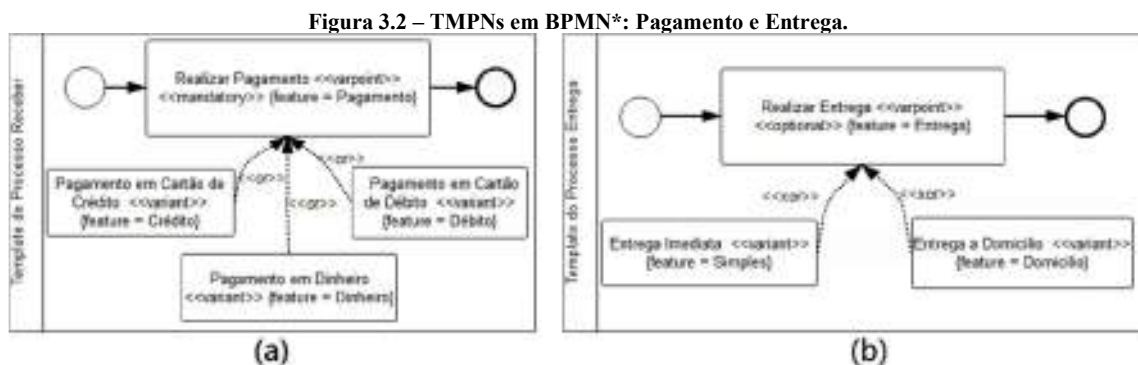 Figura 3.2 – TMPNs em BPMN*: Pagamento e Entrega.
Template de Processo Receber
Realizar Pagamento <<varpoint>>
<<mandatory>> {feature = Pagamento}
<<or>>
<<or>>
<<or>>
Pagamento em Cartão de
Crédito <<variant>>
{feature = Crédito}
Pagamento em Cartão
de Débito <<variant>>
{feature = Débito}
Pagamento em Dinheiro
<<variant>> {feature = Dinheiro}
(a)
Template do Processo Entrega
Realizar Entrega <<varpoint>>
<<optional>> {feature = Entrega}
<<xor>>
<<xor>>
Entrega Imediata <<variant>>
{feature = Simples}
Entrega a Domicílio <<variant>>
{feature = Domicílio}
(b)